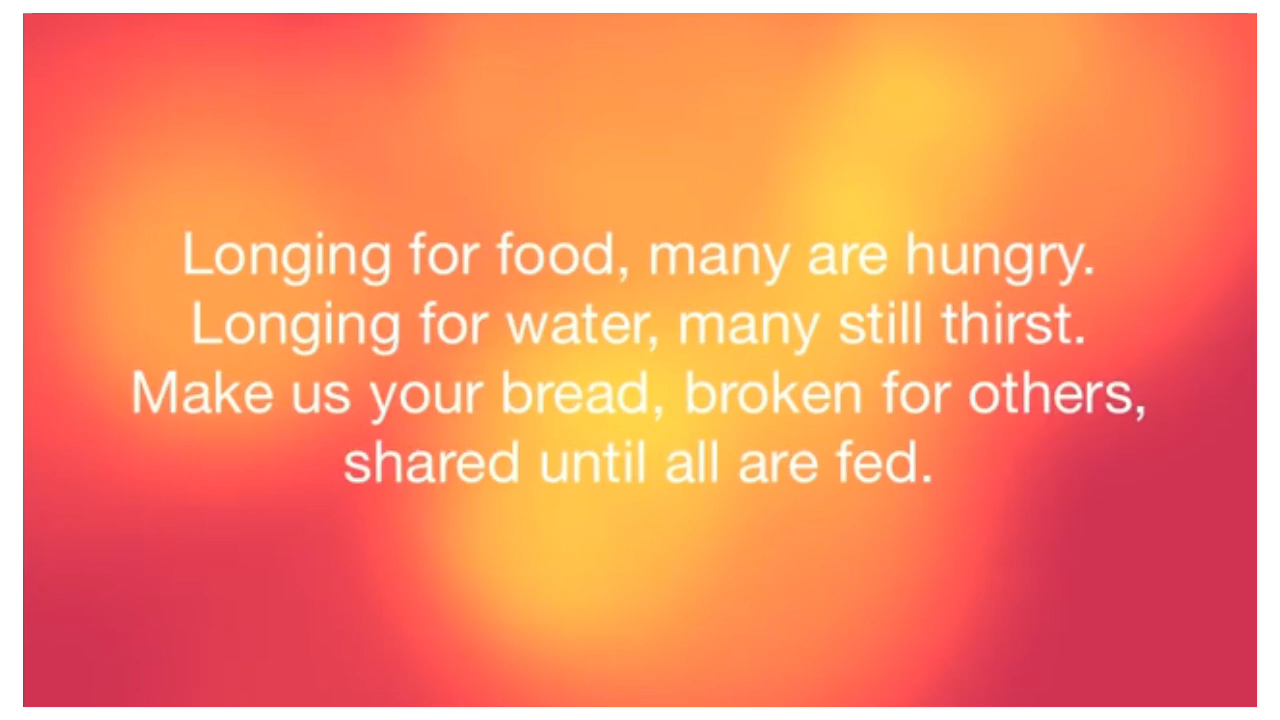 Longing for food, many are hungry.
Longing for water, many still thirst.
Make us your bread, broken for others,
shared until all are fed.